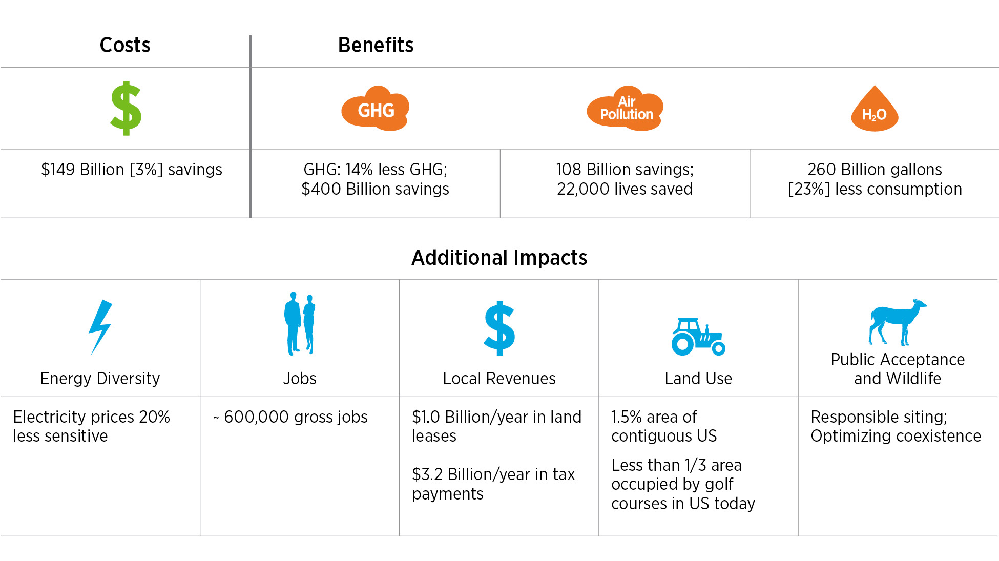 Costs
Benefits
$
GHG
Air
Pollution
H₂O
$149 Billion [3%] savings
GHG: 14% less GHG;
$400 Billion savings
108 Billion savings;
22,000 lives saved
260 Billion gallons
[23%] less consumption
Additional Impacts
$
Energy Diversity
Jobs
Local Revenues
Land Use
Public Acceptance
and Wildlife
Electricity prices 20%
less sensitive
~ 600,000 gross jobs
$1.0 Billion/year in land
leases
$3.2 Billion/year in tax
payments
1.5% area of
contiguous US
Less than 1/3 area
occupied by golf
courses in US today
Responsible siting;
Optimizing coexistence